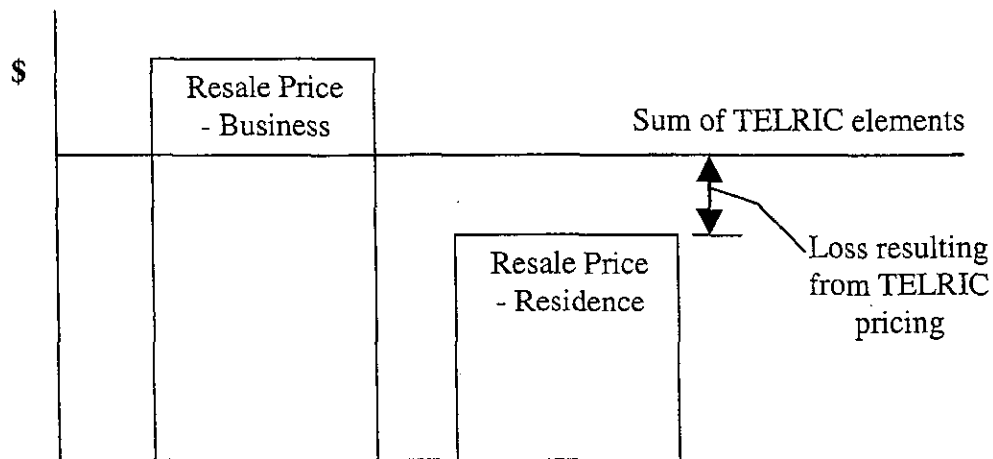 $
Resale Price
- Business
Sum of TELRIC elements
Resale Price
- Residence
Loss resulting
from TELRIC
pricing